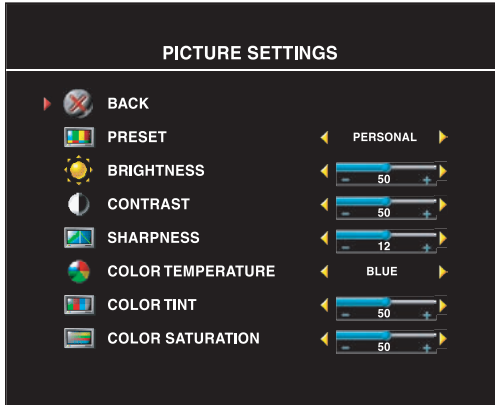 PICTURE SETTINGS
BACK
PRESET PERSONAL
BRIGHTNESS - 50 +
CONTRAST - 50 +
SHARPNESS - 12 +
COLOR TEMPERATURE BLUE
COLOR TINT - 50 +
COLOR SATURATION - 50 +